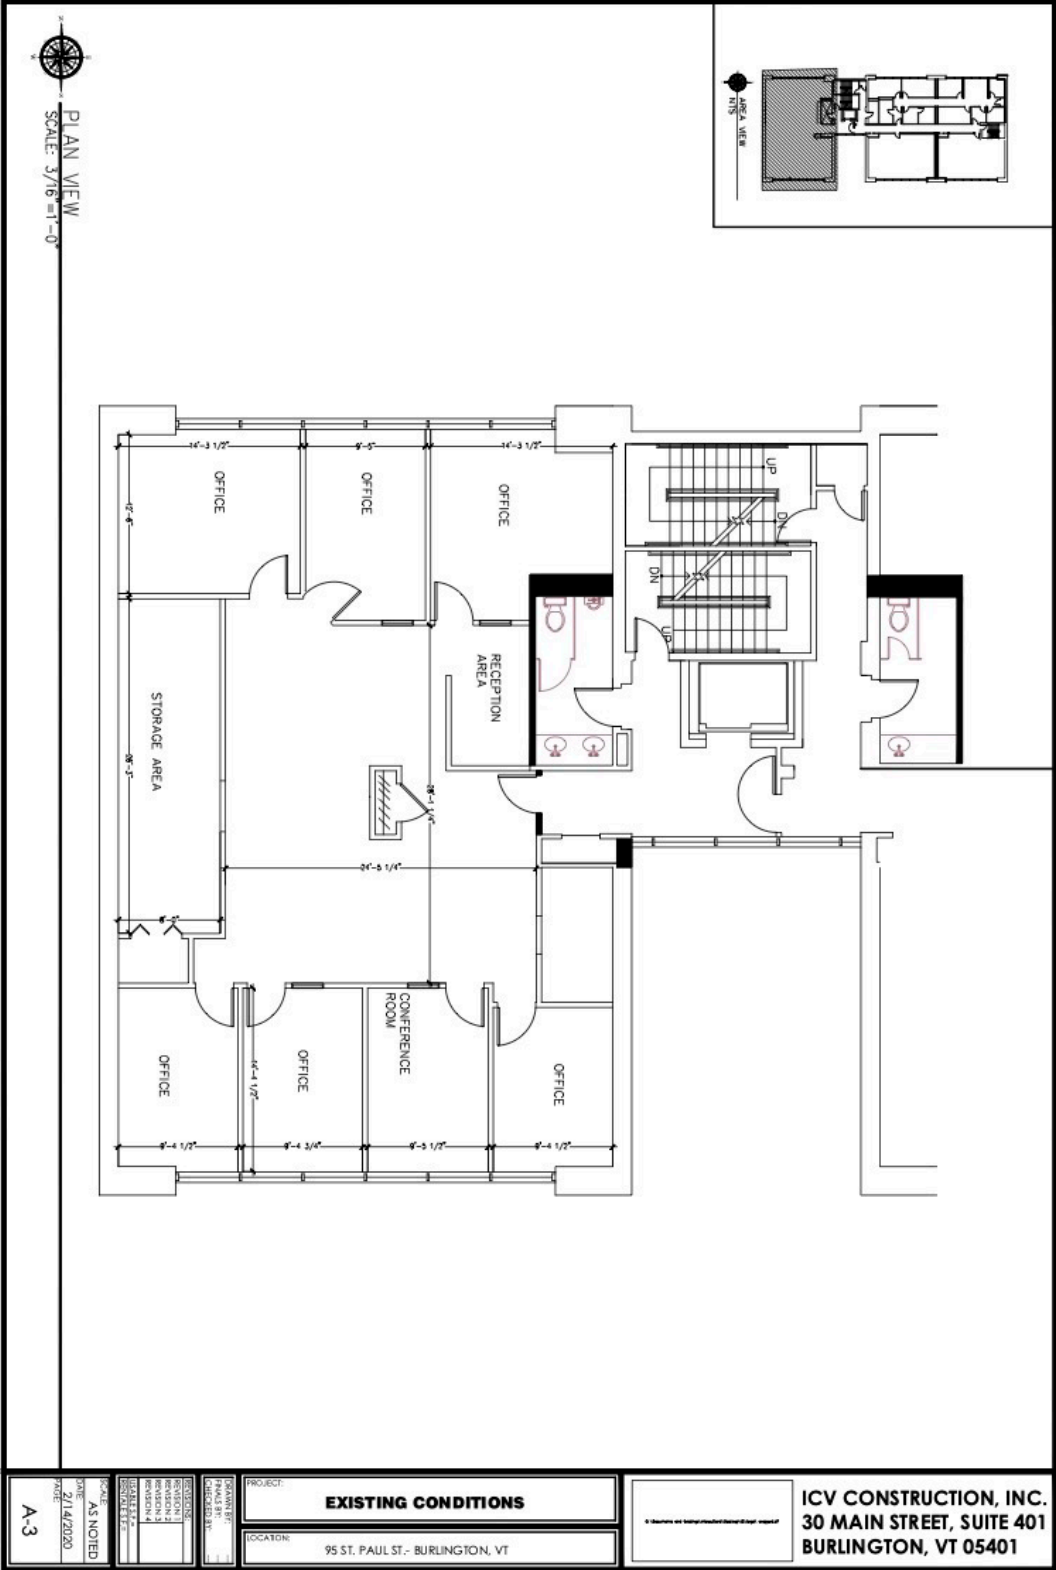 PLAN VIEW
SCALE: 3/16"=1'-0"
AREA VIEW
NTS
14'-3 1/2"
9'-5"
14'-3 1/2"
OFFICE
OFFICE
OFFICE
UP
DN
DN
UP
RECEPTION
AREA
STORAGE AREA
24'-5 1/4"
CONFERENCE
ROOM
OFFICE
OFFICE
OFFICE
14'-4 1/2"
9'-4 1/2"
9'-4 3/4"
9'-5 1/2"
9'-4 1/2"
SCALE:
AS NOTED
DATE:
2/14/2020
PAGE:
A-3
REVISIONS:
REVISION 1
REVISION 2
REVISION 3
REVISION 4
USABLE S.F.=
RENTABLE S.F.=
DRAWN BY:
FINALS BY:
CHECKED BY:
PROJECT:
EXISTING CONDITIONS
LOCATION:
95 ST. PAUL ST.- BURLINGTON, VT
ICV CONSTRUCTION, INC.
30 MAIN STREET, SUITE 401
BURLINGTON, VT 05401